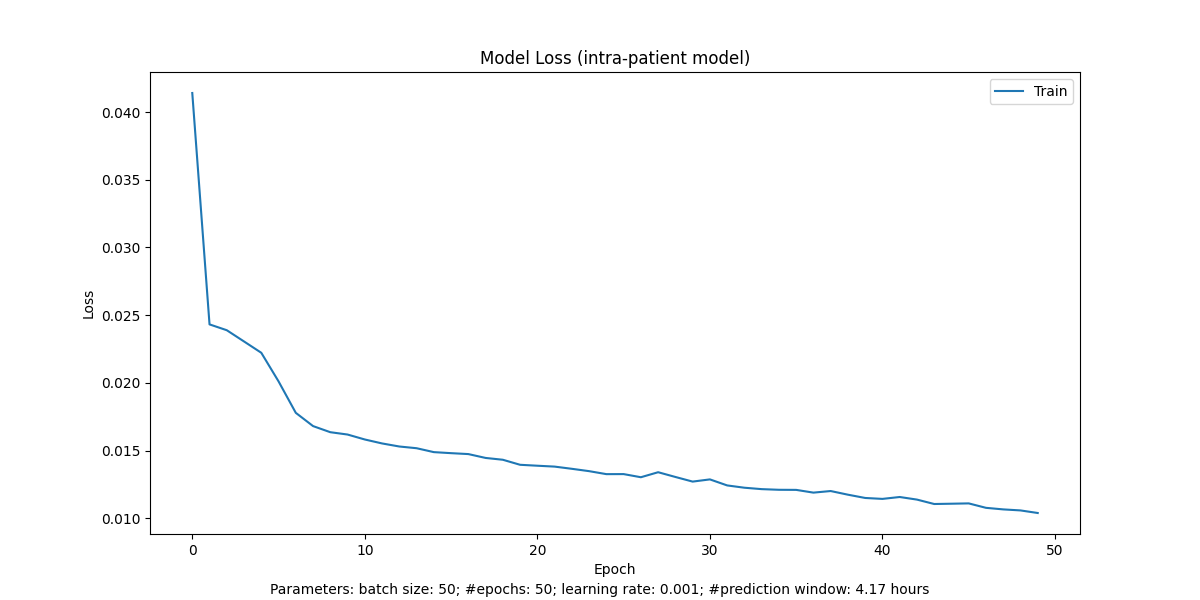 Model Loss (intra-patient model)
Train
0.040
0.035
0.030
0.025
0.020
0.015
0.010
Loss
0 10 20 30 40 50
Epoch
Parameters: batch size: 50; #epochs: 50; learning rate: 0.001; #prediction window: 4.17 hours